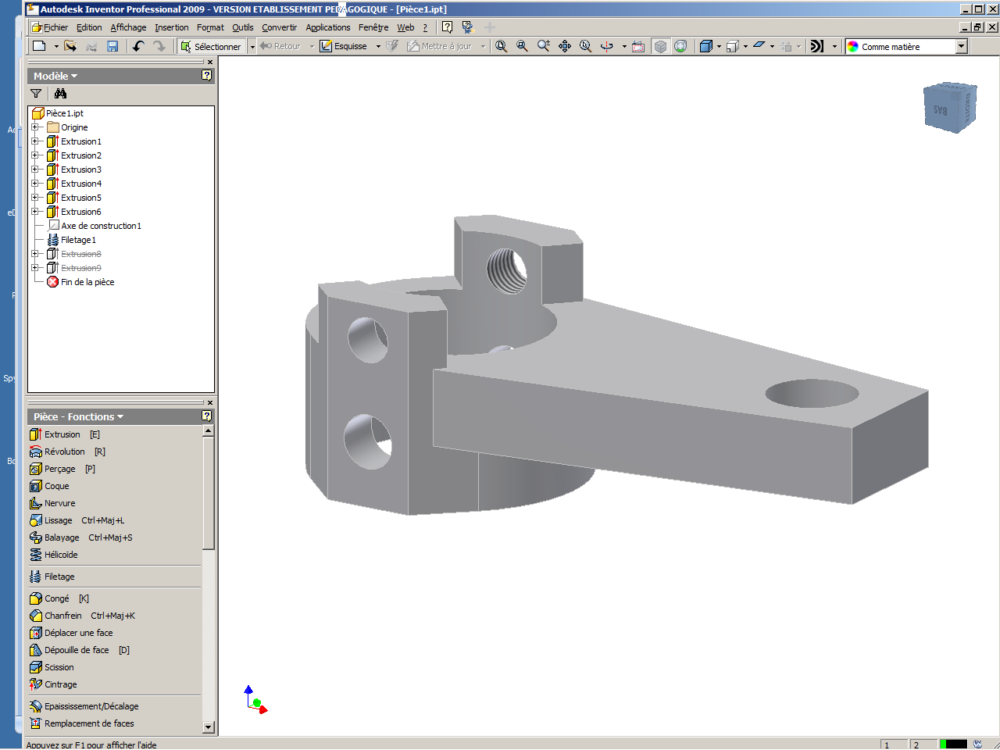 Autodesk Inventor Professional 2009 - VERSION ETABLISSEMENT PEDAGOGIQUE - [Pièce1.ipt]
Fichier Edition Affichage Insertion Format Outils Convertir Applications Fenêtre Web ?
Sélectionner Retour Esquisse Mettre à jour Comme matière
Modèle
Pièce1.ipt
Origine
Extrusion1
Extrusion2
Extrusion3
Extrusion4
Extrusion5
Extrusion6
Axe de construction1
Filetage1
Extrusion8
Extrusion9
Fin de la pièce
BAS
DROITE
Pièce - Fonctions
Extrusion [E]
Révolution [R]
Perçage [P]
Coque
Nervure
Lissage Ctrl+Maj+L
Balayage Ctrl+Maj+S
Hélicoïde
Filetage
Congé [K]
Chanfrein Ctrl+Maj+K
Déplacer une face
Dépouille de face [D]
Scission
Cintrage
Epaississement/Décalage
Remplacement de faces
Appuyez sur F1 pour afficher l'aide
1 2